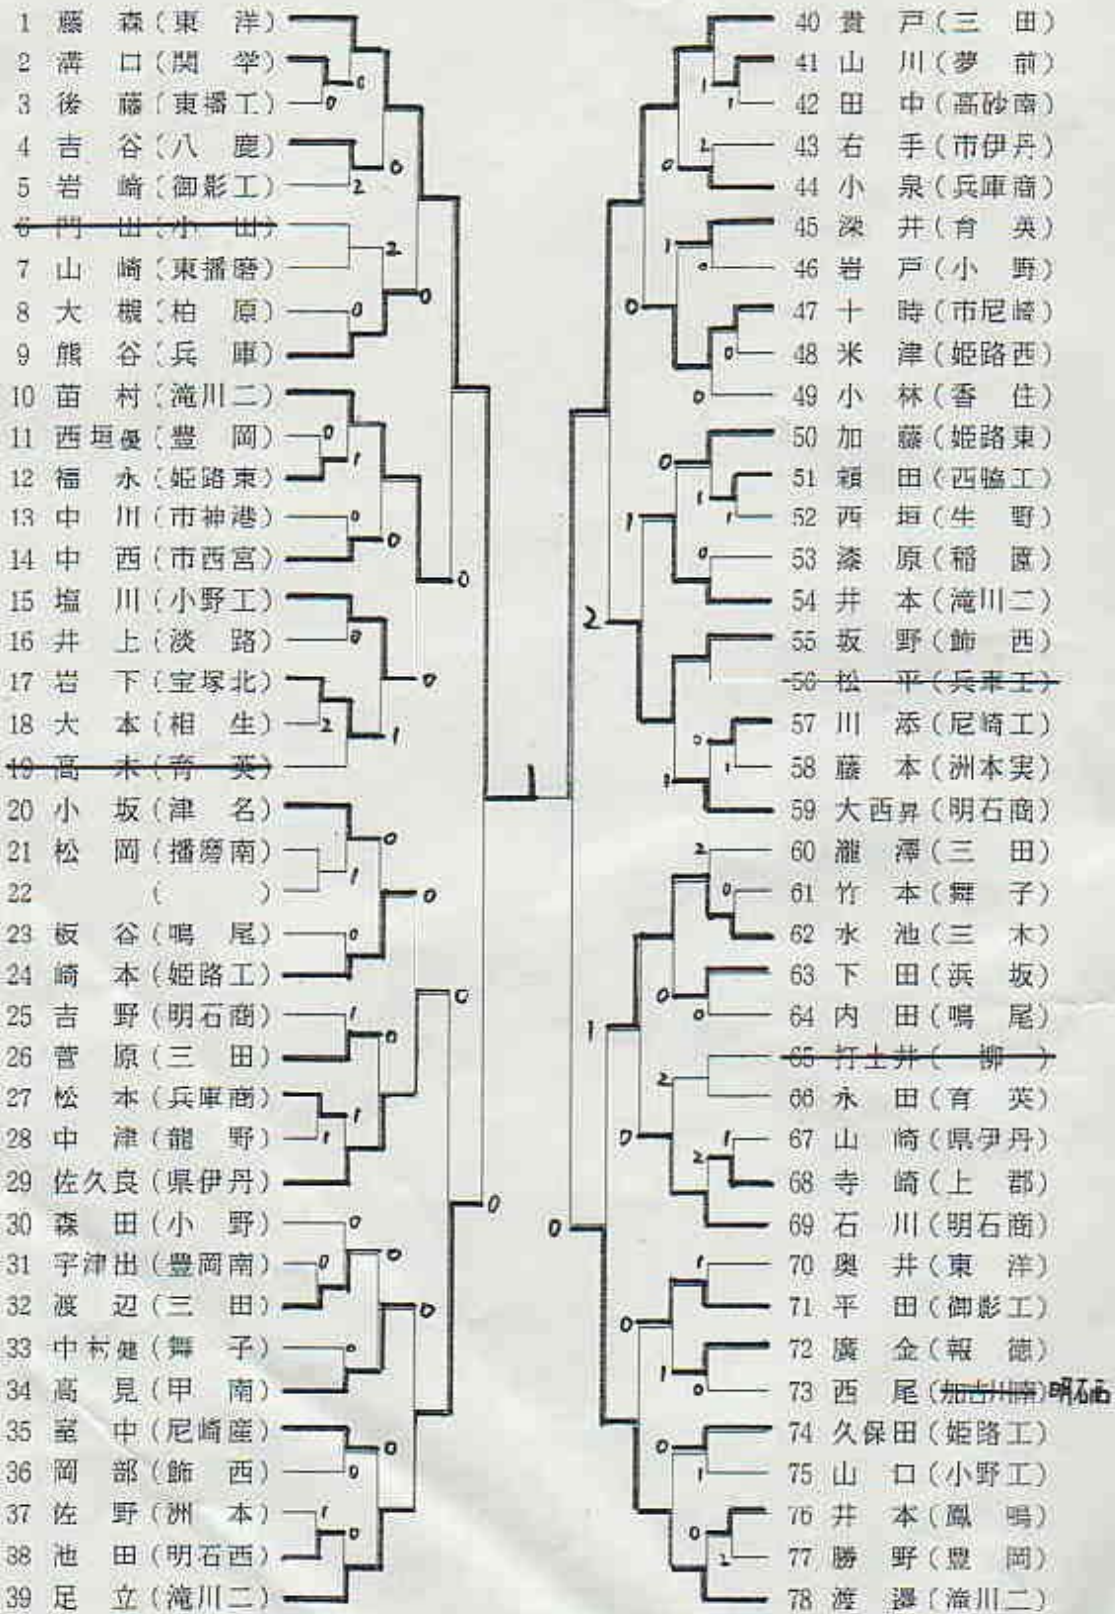 1 藤 森 (東 洋)
2 溝 口 (関 学)
3 後 藤 (東播工)
4 吉 谷 (八 鹿)
5 岩 崎 (御影工)
6 門 山 (小 山)
7 山 崎 (東播磨)
8 大 槻 (柏 原)
9 熊 谷 (兵 庫)
10 苗 村 (滝川二)
11 西垣優 (豊 岡)
12 福 永 (姫路東)
13 中 川 (市神港)
14 中 西 (市西宮)
15 塩 川 (小野工)
16 井 上 (淡 路)
17 岩 下 (宝塚北)
18 大 本 (相 生)
19 高 木 (育 英)
20 小 坂 (津 名)
21 松 岡 (播磨南)
22 ( )
23 板 谷 (鳴 尾)
24 崎 本 (姫路工)
25 吉 野 (明石商)
26 菅 原 (三 田)
27 松 本 (兵庫商)
28 中 津 (龍 野)
29 佐久良 (県伊丹)
30 森 田 (小 野)
31 宇津出 (豊岡南)
32 渡 辺 (三 田)
33 中村健 (舞 子)
34 高 見 (甲 南)
35 室 中 (尼崎産)
36 岡 部 (飾 西)
37 佐 野 (洲 本)
38 池 田 (明石西)
39 足 立 (滝川二)
40 貴 戸 (三 田)
41 山 川 (夢 前)
42 田 中 (高砂南)
43 右 手 (市伊丹)
44 小 泉 (兵庫商)
45 深 井 (育 英)
46 岩 戸 (小 野)
47 十 時 (市尼崎)
48 米 津 (姫路西)
49 小 林 (香 住)
50 加 藤 (姫路東)
51 頼 田 (西脇工)
52 西 垣 (生 野)
53 漆 原 (稲 園)
54 井 本 (滝川二)
55 坂 野 (飾 西)
56 松 平 (兵庫工)
57 川 添 (尼崎工)
58 藤 本 (洲本実)
59 大西昇 (明石商)
60 瀧 澤 (三 田)
61 竹 本 (舞 子)
62 水 池 (三 木)
63 下 田 (浜 坂)
64 内 田 (鳴 尾)
65 打土井 ( 柳 )
66 永 田 (育 英)
67 山 崎 (県伊丹)
68 寺 崎 (上 郡)
69 石 川 (明石商)
70 奥 井 (東 洋)
71 平 田 (御影工)
72 廣 金 (報 徳)
73 西 尾 (加古川南) 明石西
74 久保田 (姫路工)
75 山 口 (小野工)
76 井 本 (鳳 鳴)
77 勝 野 (豊 岡)
78 渡 邊 (滝川二)